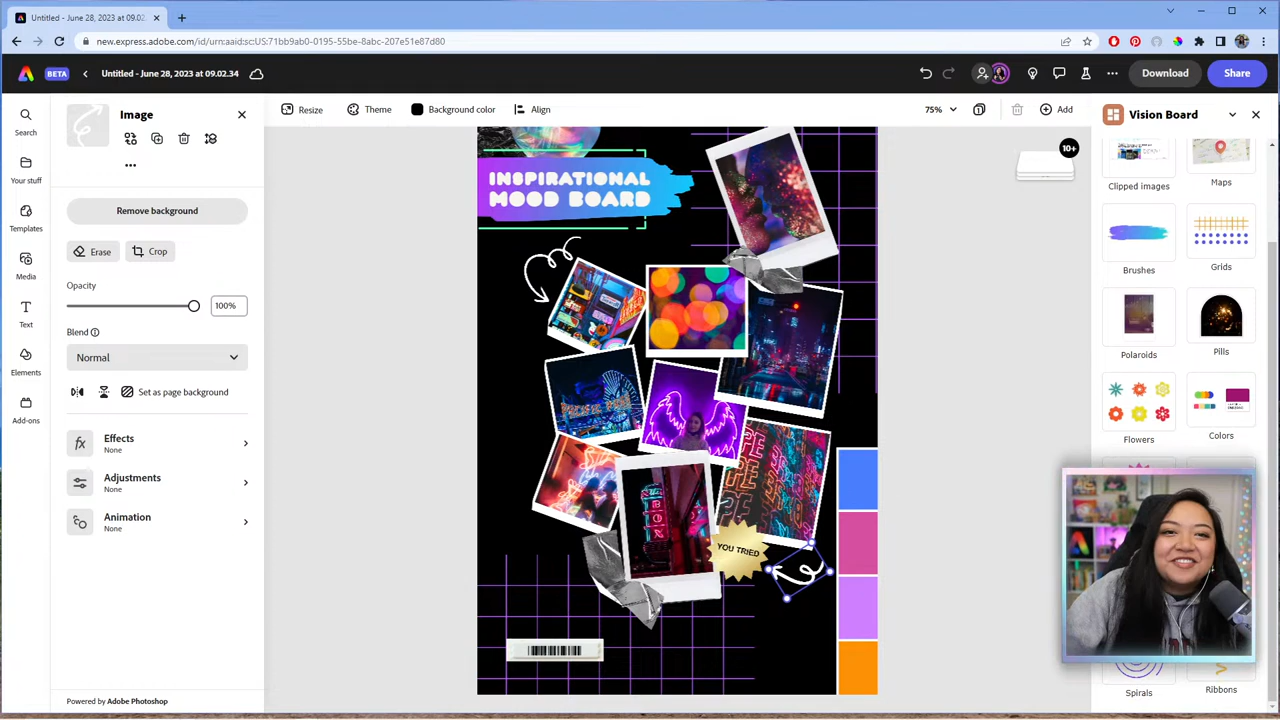 Untitled - June 28, 2023 at 09.02.
new.express.adobe.com/id/urn:aaid:sc:US:71bb9ab0-0195-55be-8abc-207e51e87d80
BETA
Untitled - June 28, 2023 at 09.02.34
Download
Share
Search
Your stuff
Templates
Media
Text
Elements
Add-ons
Image
Remove background
Erase
Crop
Opacity
100%
Blend
Normal
Set as page background
Effects
None
Adjustments
None
Animation
None
Powered by Adobe Photoshop
Resize
Theme
Background color
Align
75%
Add
10+
INSPIRATIONAL
MOOD BOARD
YOU TRIED
Vision Board
Clipped images
Maps
Brushes
Grids
Polaroids
Pills
Flowers
Colors
Spirals
Ribbons